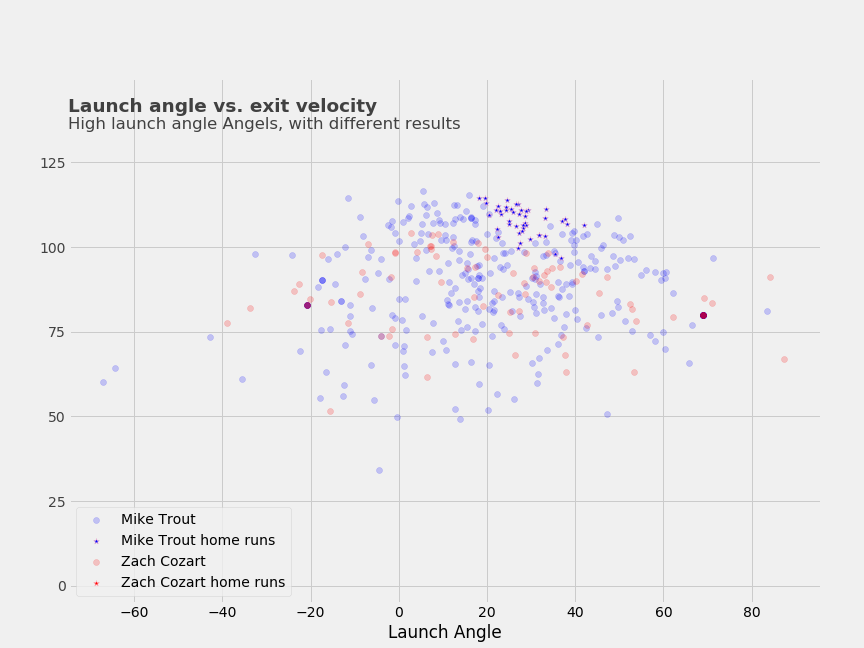 Launch angle vs. exit velocity
High launch angle Angels, with different results
125
100
75
50
25
0
Mike Trout
Mike Trout home runs
Zach Cozart
Zach Cozart home runs
−60 −40 −20 0 20 40 60 80
Launch Angle